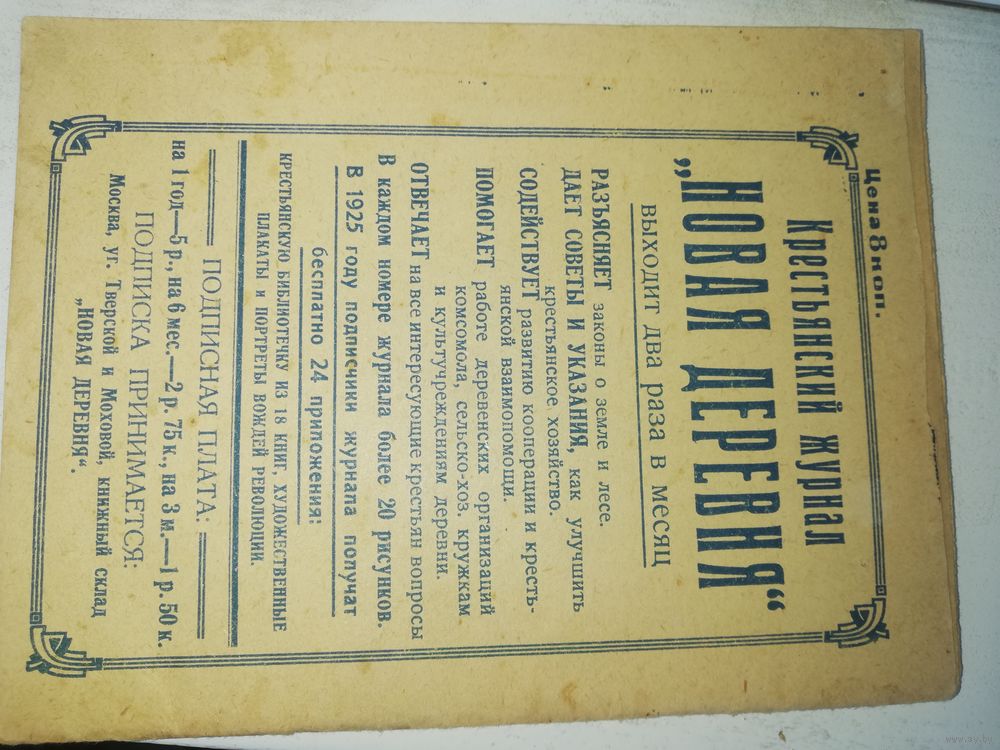 Цена 8 коп.
Крестьянский журнал
„НОВАЯ ДЕРЕВНЯ“
выходит два раза в месяц
РАЗЪЯСНЯЕТ законы о земле и лесе.
ДАЕТ СОВЕТЫ И УКАЗАНИЯ, как улучшить
крестьянское хозяйство.
СОДЕЙСТВУЕТ развитию кооперации и кресть-
янской взаимопомощи.
ПОМОГАЕТ работе деревенских организаций
комсомола, сельско-хоз. кружкам
и культучреждениям деревни.
ОТВЕЧАЕТ на все интересующие крестьян вопросы
В каждом номере журнала более 20 рисунков.
В 1925 году подписчики журнала получат
бесплатно 24 приложения:
КРЕСТЬЯНСКУЮ БИБЛИОТЕЧКУ ИЗ 18 КНИГ, ХУДОЖЕСТВЕННЫЕ
ПЛАКАТЫ и ПОРТРЕТЫ ВОЖДЕЙ РЕВОЛЮЦИИ.
ПОДПИСНАЯ ПЛАТА:
на 1 год—5 р., на 6 мес.—2 р. 75 к., на 3 м.—1 р. 50 к.
ПОДПИСКА ПРИНИМАЕТСЯ:
Москва, уг. Тверской и Моховой, книжный склад
„НОВАЯ ДЕРЕВНЯ“.
www.ay.by